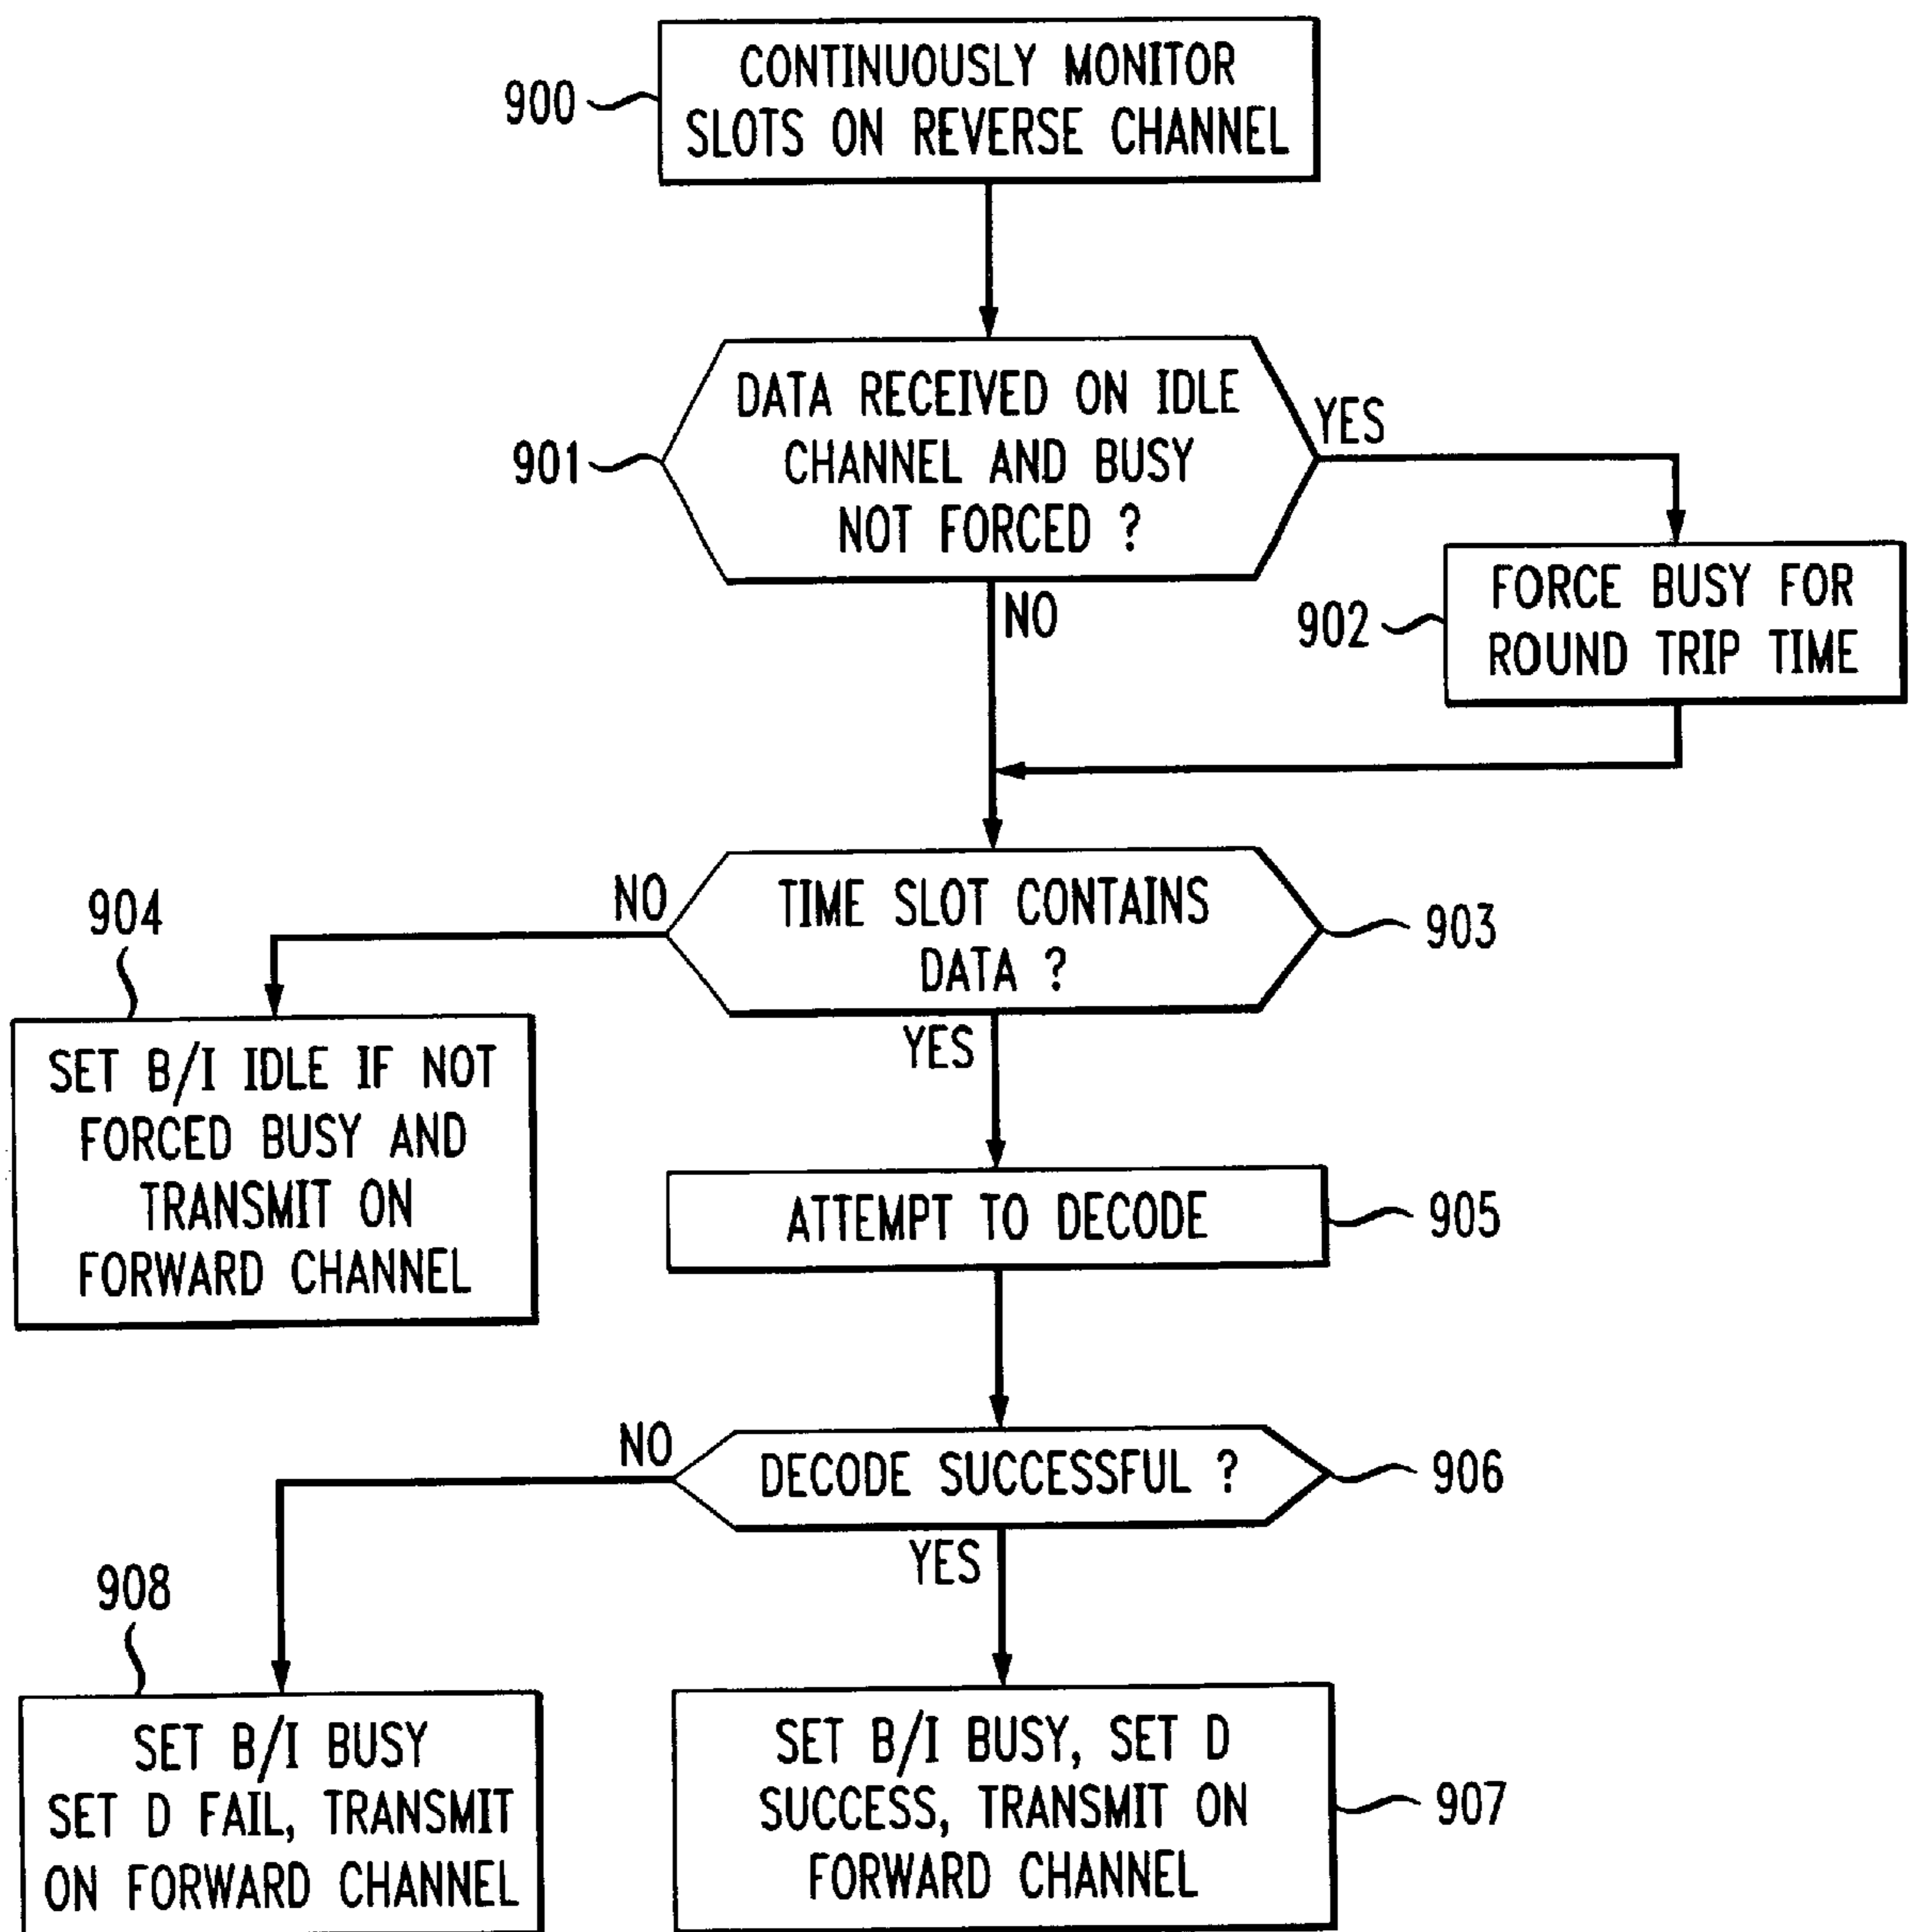 CONTINUOUSLY MONITOR
SLOTS ON REVERSE CHANNEL
900
DATA RECEIVED ON IDLE
CHANNEL AND BUSY
NOT FORCED ?
901
YES
NO
FORCE BUSY FOR
ROUND TRIP TIME
902
TIME SLOT CONTAINS
DATA ?
903
NO
904
YES
SET B/I IDLE IF NOT
FORCED BUSY AND
TRANSMIT ON
FORWARD CHANNEL
ATTEMPT TO DECODE
905
DECODE SUCCESSFUL ?
906
NO
YES
908
SET B/I BUSY
SET D FAIL, TRANSMIT
ON FORWARD CHANNEL
SET B/I BUSY, SET D
SUCCESS, TRANSMIT ON
FORWARD CHANNEL
907